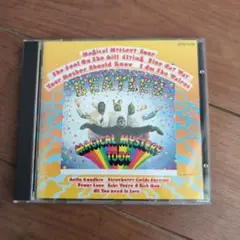 Magical Mystery Tour
The Fool On The Hill Flying Blue Jay Way
Your Mother Should Know I Am The Walrus
BEATLES
MAGICAL MYSTERY
TOUR
Hello Goodbye Strawberry Fields Forever
Penny Lane Baby You're A Rich Man
All You Need Is Love